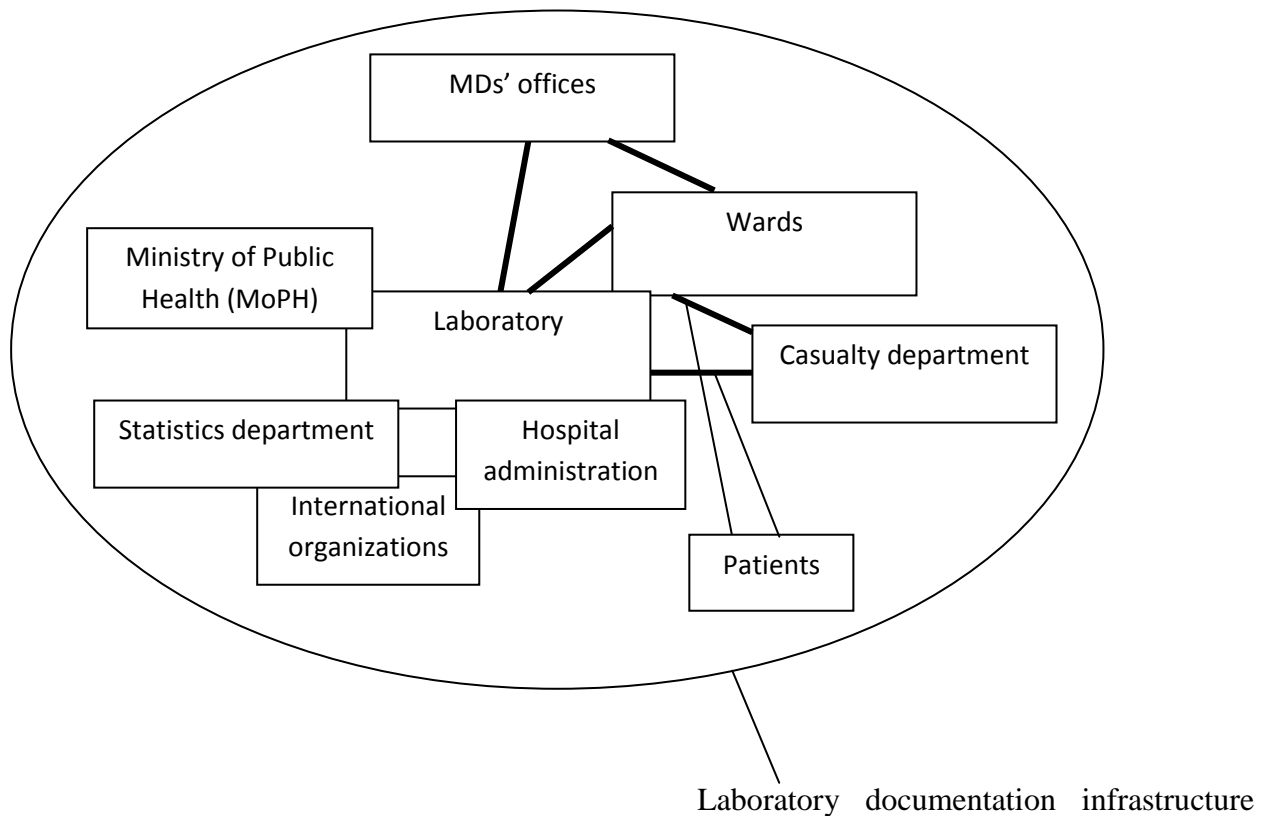 MDs’ offices
Wards
Ministry of Public
Health (MoPH)
Laboratory
Casualty department
Statistics department
Hospital
administration
International
organizations
Patients
Laboratory documentation infrastructure